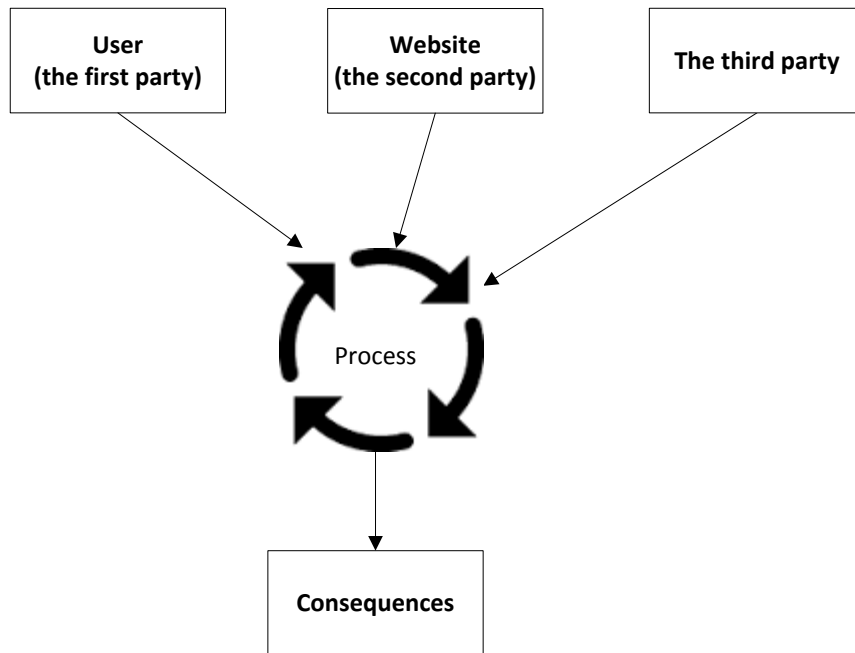 User
(the first party)
Website
(the second party)
The third party
Process
Consequences